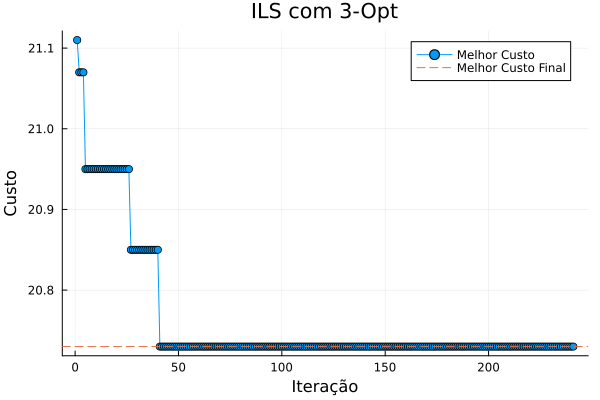 ILS com 3-Opt
Melhor Custo
Melhor Custo Final
21.1
21.0
20.9
20.8
Custo
0 50 100 150 200
Iteração